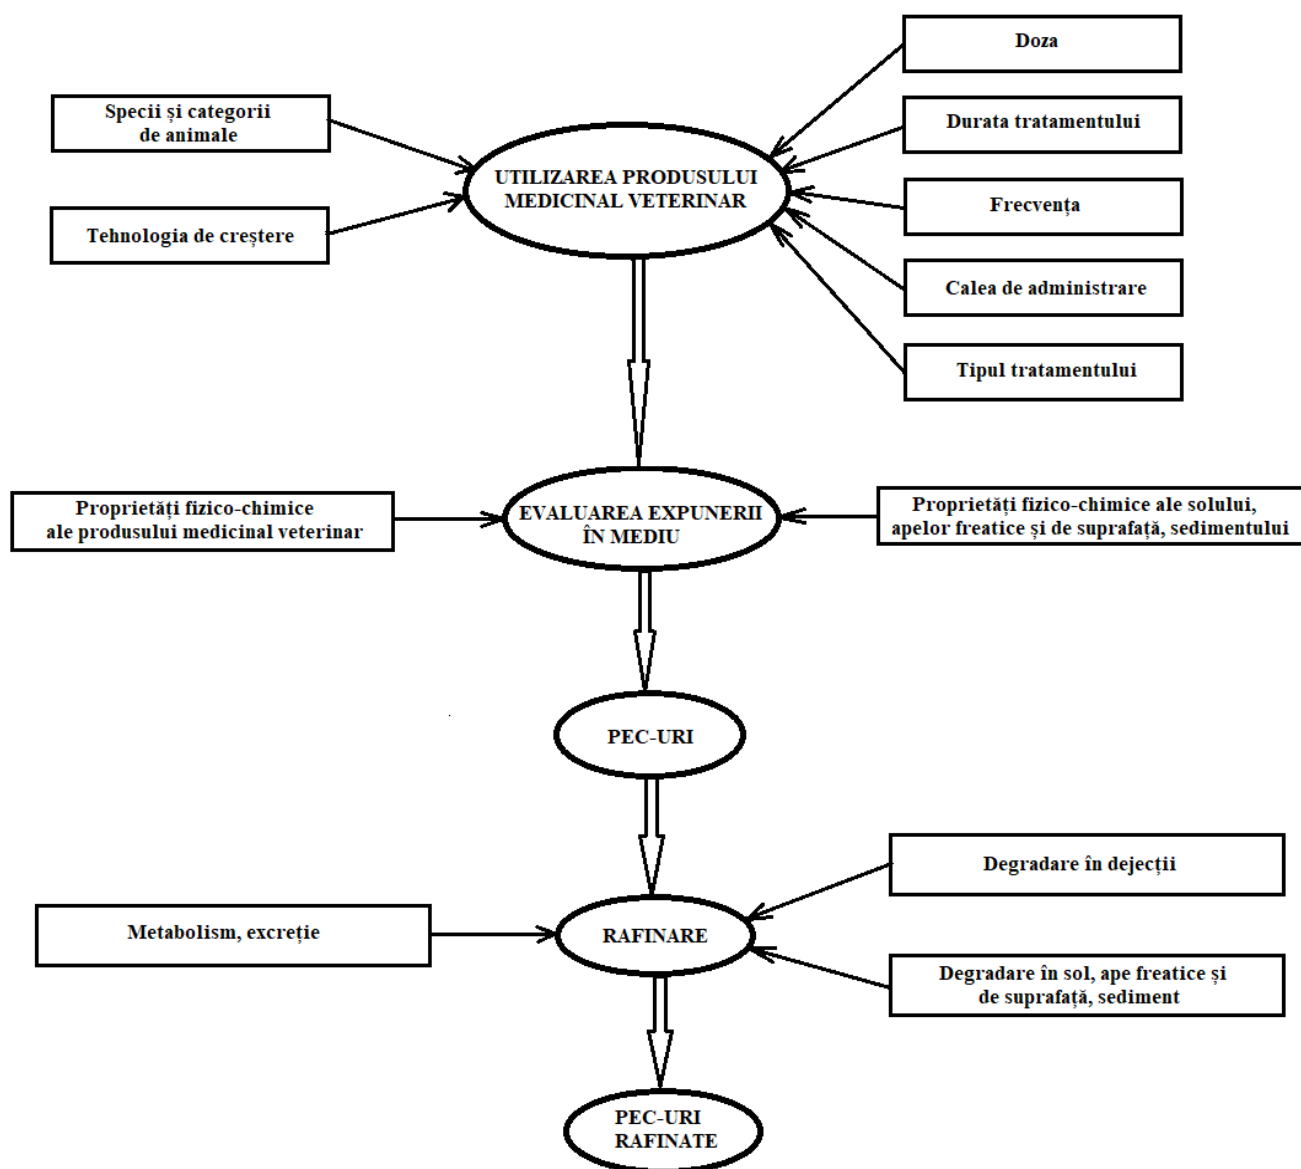 Doza
Specii și categorii
de animale
Durata tratamentului
UTILIZAREA PRODUSULUI
MEDICINAL VETERINAR
Frecvența
Tehnologia de creștere
Calea de administrare
Tipul tratamentului
Proprietăți fizico-chimice
ale produsului medicinal veterinar
EVALUAREA EXPUNERII
ÎN MEDIU
Proprietăți fizico-chimice ale solului,
apelor freatice și de suprafață, sedimentului
PEC-URI
Degradare în dejecții
Metabolism, excreție
RAFINARE
Degradare în sol, ape freatice și
de suprafață, sediment
PEC-URI
RAFINATE